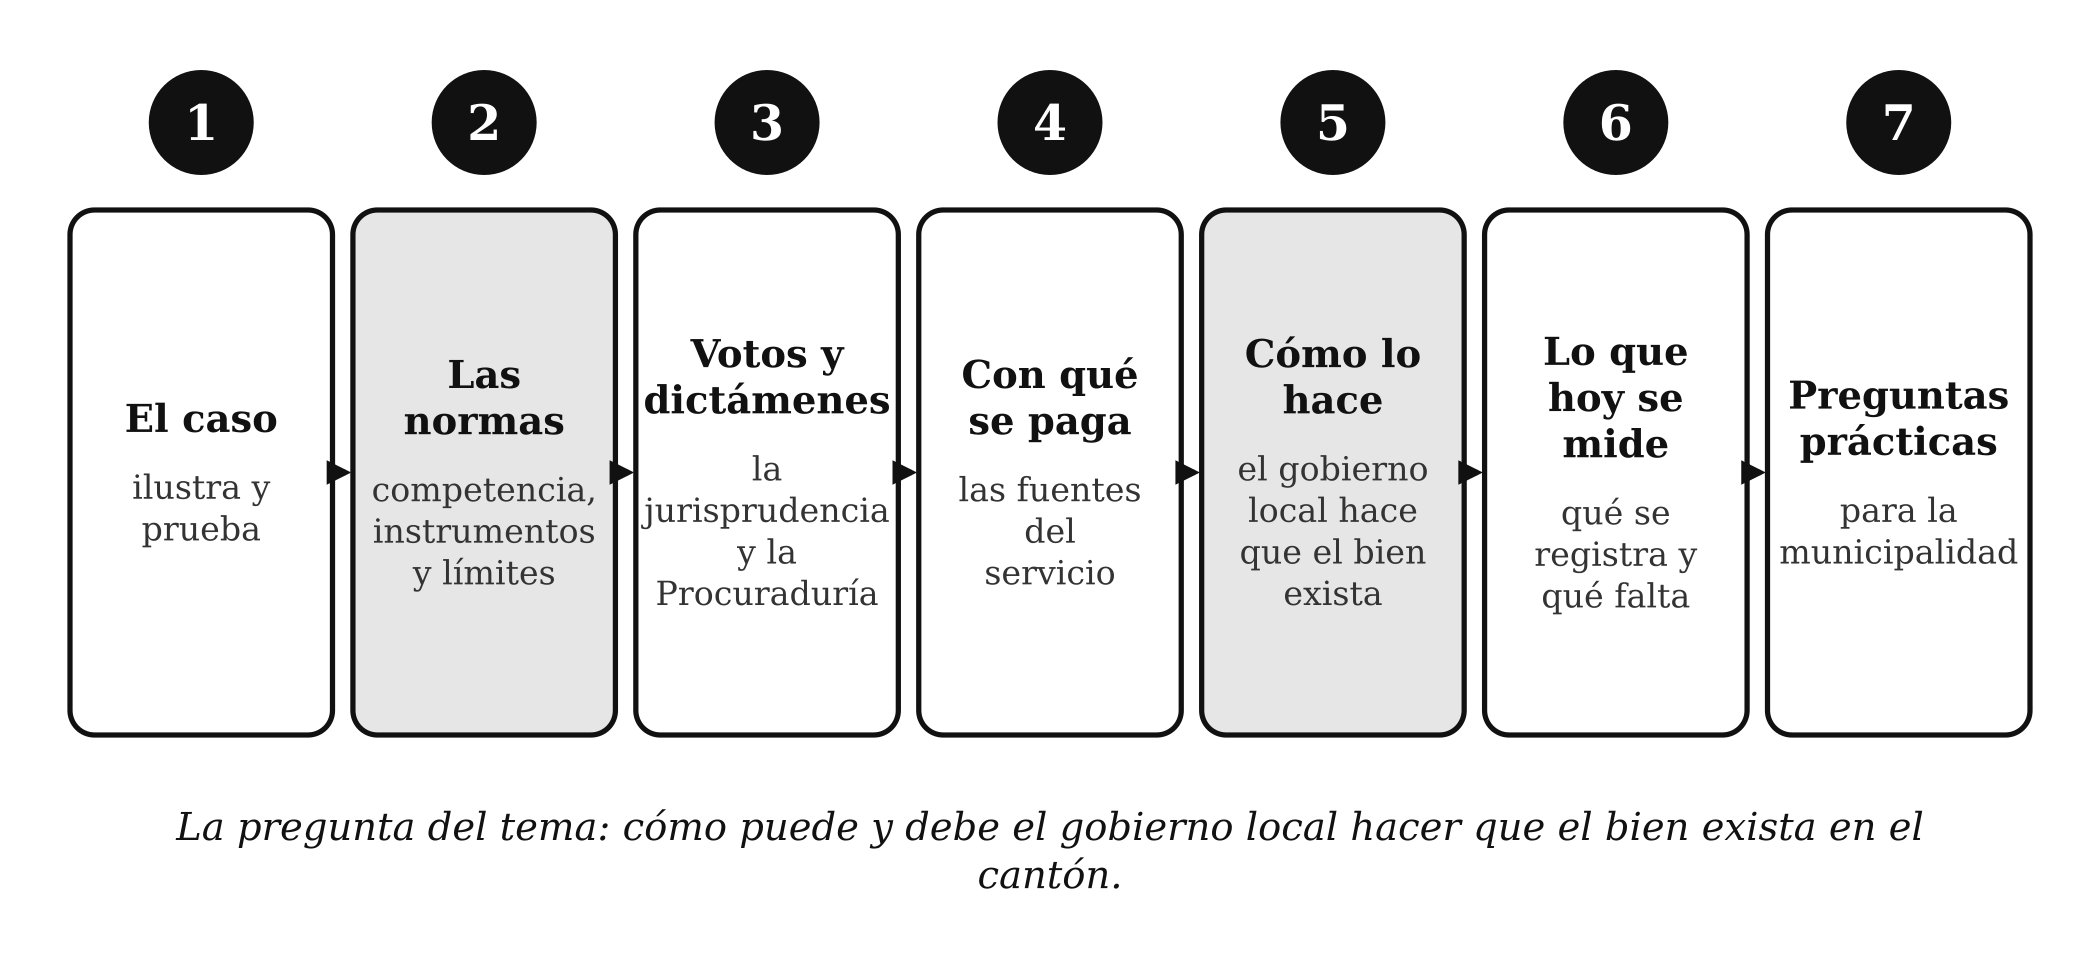 1
El caso
ilustra y
prueba
2
Las
normas
competencia,
instrumentos
y límites
3
Votos y
dictámenes
la
jurisprudencia
y la
Procuraduría
4
Con qué
se paga
las fuentes
del
servicio
5
Cómo lo
hace
el gobierno
local hace
que el bien
exista
6
Lo que
hoy se
mide
qué se
registra y
qué falta
7
Preguntas
prácticas
para la
municipalidad
La pregunta del tema: cómo puede y debe el gobierno local hacer que el bien exista en el
cantón.